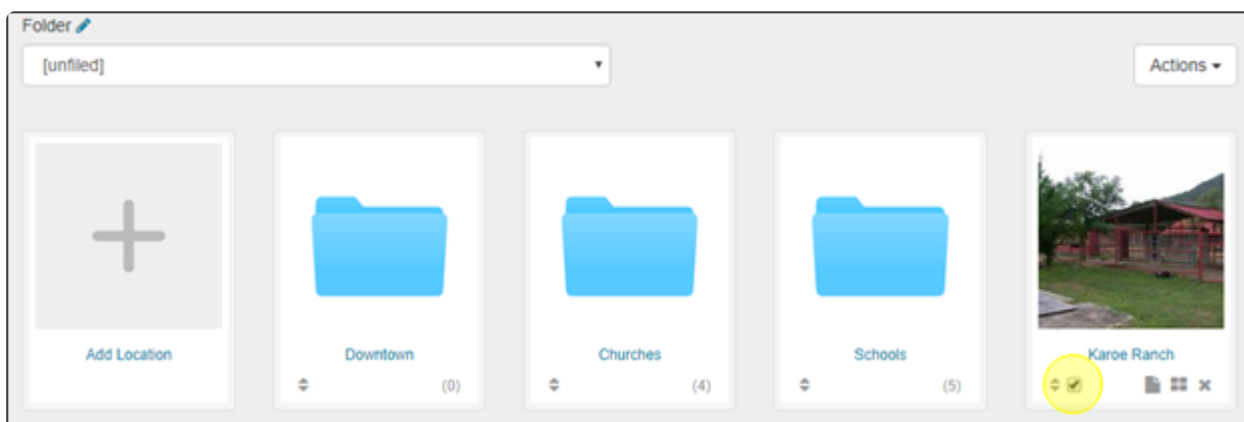 Folder
[unfiled]
Actions
Add Location
Downtown
Churches
Schools
Karoe Ranch
(0)
(4)
(5)